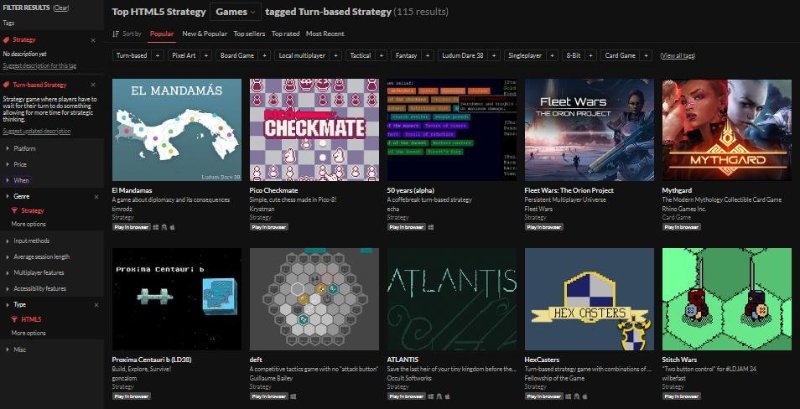 FILTER RESULTS (Clear)
Tags
Strategy
No description yet
Suggest description for this tag
Turn-based Strategy
Strategy game where players have to
wait for their turn to do something
allowing for more time for strategic
thinking.
Suggest updated description
Platform
Price
When
Genre
Strategy
More options
Input methods
Average session length
Multiplayer features
Accessibility features
Type
HTML5
More options
Misc
Top HTML5 Strategy Games tagged Turn-based Strategy (115 results)
Sort by Popular New & Popular Top sellers Top rated Most Recent
Turn-based + Pixel Art + Board Game + Local multiplayer + Tactical + Fantasy + Ludum Dare 38 + Singleplayer + 8-Bit + Card Game + (View all tags)
EL MANDAMÁS
Ludum Dare 38
PICO
CHECKMATE
Fleet Wars
THE ORION PROJECT
MYTHGARD
El Mandamas
A game about diplomacy and its consequences
timrodz
Strategy
Play in browser
Pico Checkmate
Simple, cute chess made in Pico-8!
Krystman
Strategy
Play in browser
50 years (alpha)
A coffeebreak turn-based strategy
echa
Strategy
Play in browser
Fleet Wars: The Orion Project
Persistent Multiplayer Universe
Fleet Wars
Strategy
Play in browser
Mythgard
The Modern Mythology Collectible Card Game
Rhino Games Inc.
Card Game
Play in browser
Proxima Centauri b
ATLANTIS
HEX CASTERS
Proxima Centauri b (LD38)
Build, Explore, Survive!
gonzalom
Strategy
Play in browser
deft
A competitive tactics game with no "attack button"
Guillaume Bailey
Strategy
Play in browser
ATLANTIS
Save the last heir of your tiny kingdom before the...
Occult Softworks
Strategy
Play in browser
HexCasters
Turn-based strategy game with combinations of ...
Fellowship of the Game
Strategy
Play in browser
Stitch Wars
"Two button control" for #LDJAM 34
wilbefast
Strategy
Play in browser